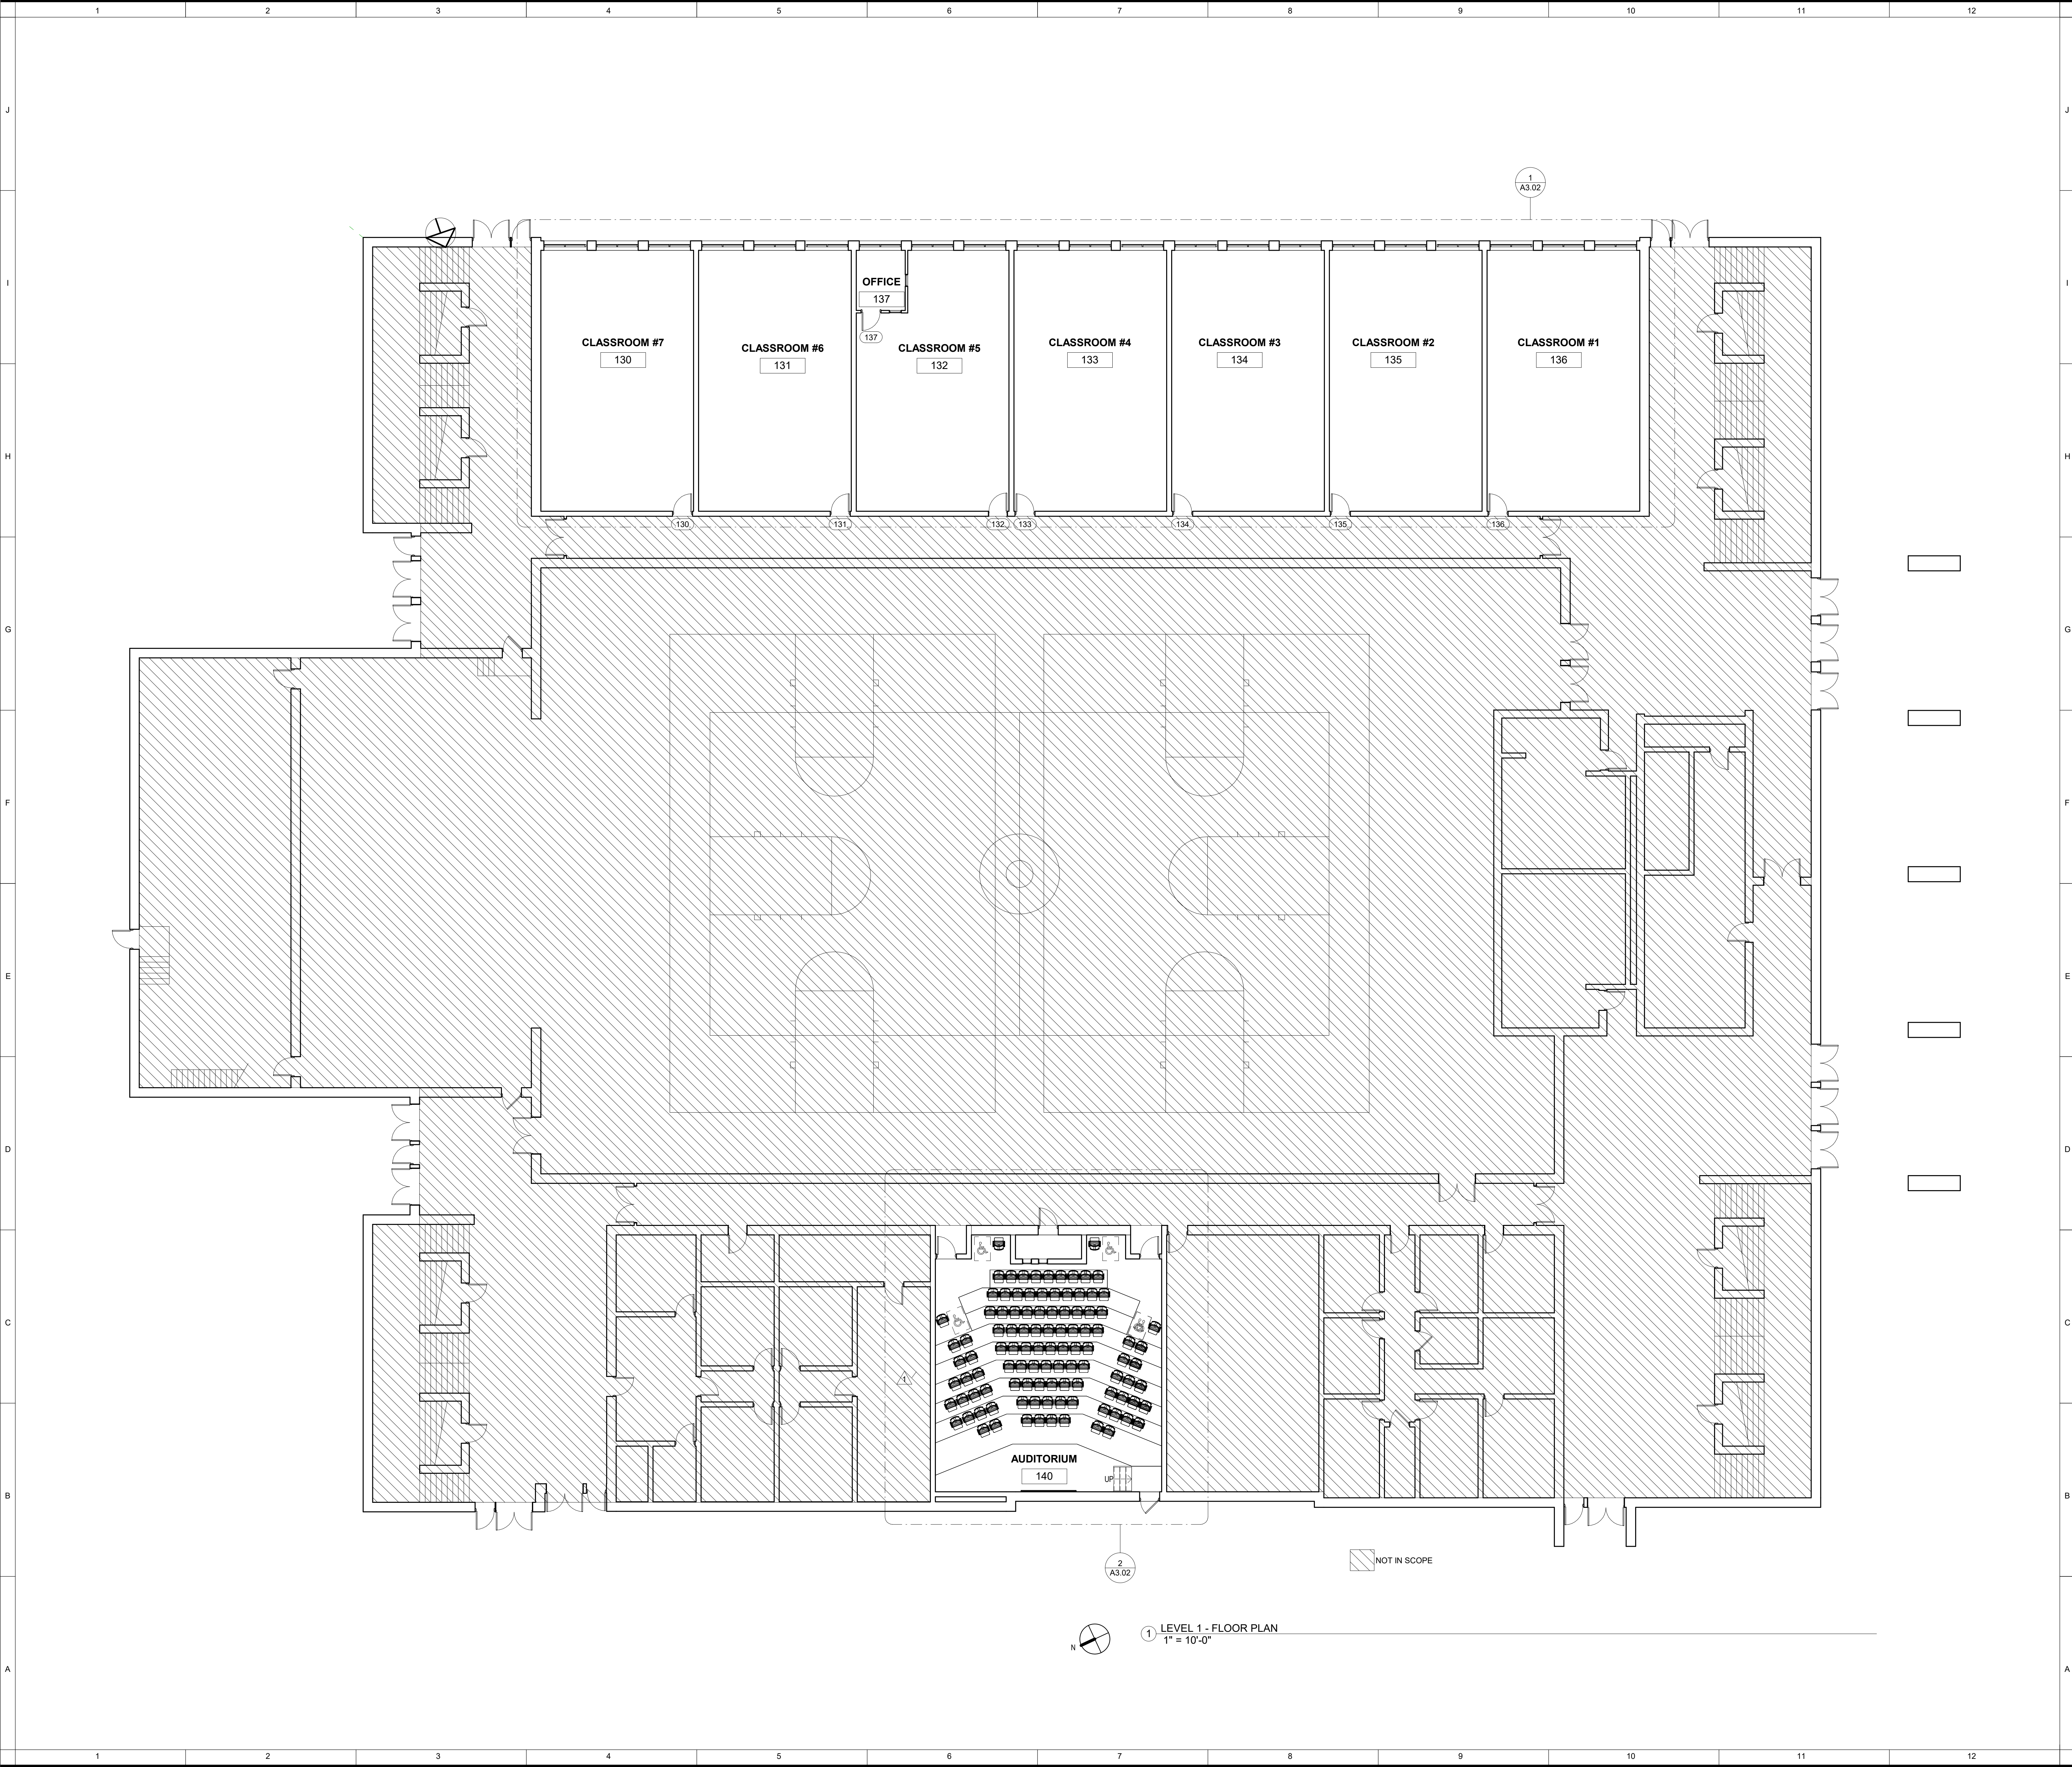 1 2 3 4 5 6 7 8 9 10 11 12
J J
1
A3.02
I I
OFFICE
137
137
CLASSROOM #7
130
CLASSROOM #6
131
CLASSROOM #5
132
CLASSROOM #4
133
CLASSROOM #3
134
CLASSROOM #2
135
CLASSROOM #1
136
H H
130 131 132 133 134 135 136
G G
F F
E E
D D
C C
1
AUDITORIUM
140
UP
B B
2
A3.02
NOT IN SCOPE
N
1 LEVEL 1 - FLOOR PLAN
1" = 10'-0"
A A
1 2 3 4 5 6 7 8 9 10 11 12